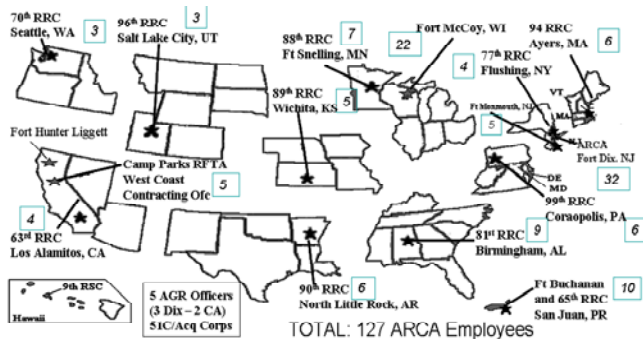 70th RRC
Seattle, WA
3
96th RRC
Salt Lake City, UT
3
88th RRC
Ft Snelling, MN
7
22
Fort McCoy, WI
4
94 RRC
Ayers, MA
6
77th RRC
Flushing, NY
89th RRC
Wichita, KS
5
VT
MA
Ft Monmouth, NJ
5
ARCA
Fort Dix, NJ
32
Fort Hunter Liggett
Camp Parks RFTA
West Coast
Contracting Ofc
5
DE
MD
99th RRC
Coraopolis, PA
6
4
63rd RRC
Los Alamitos, CA
81st RRC
Birmingham, AL
9
9th RSC
Hawaii
5 AGR Officers
(3 Dix – 2 CA)
51C/Acq Corps
90th RRC
North Little Rock, AR
6
Ft Buchanan
and 65th RRC
San Juan, PR
10
TOTAL: 127 ARCA Employees